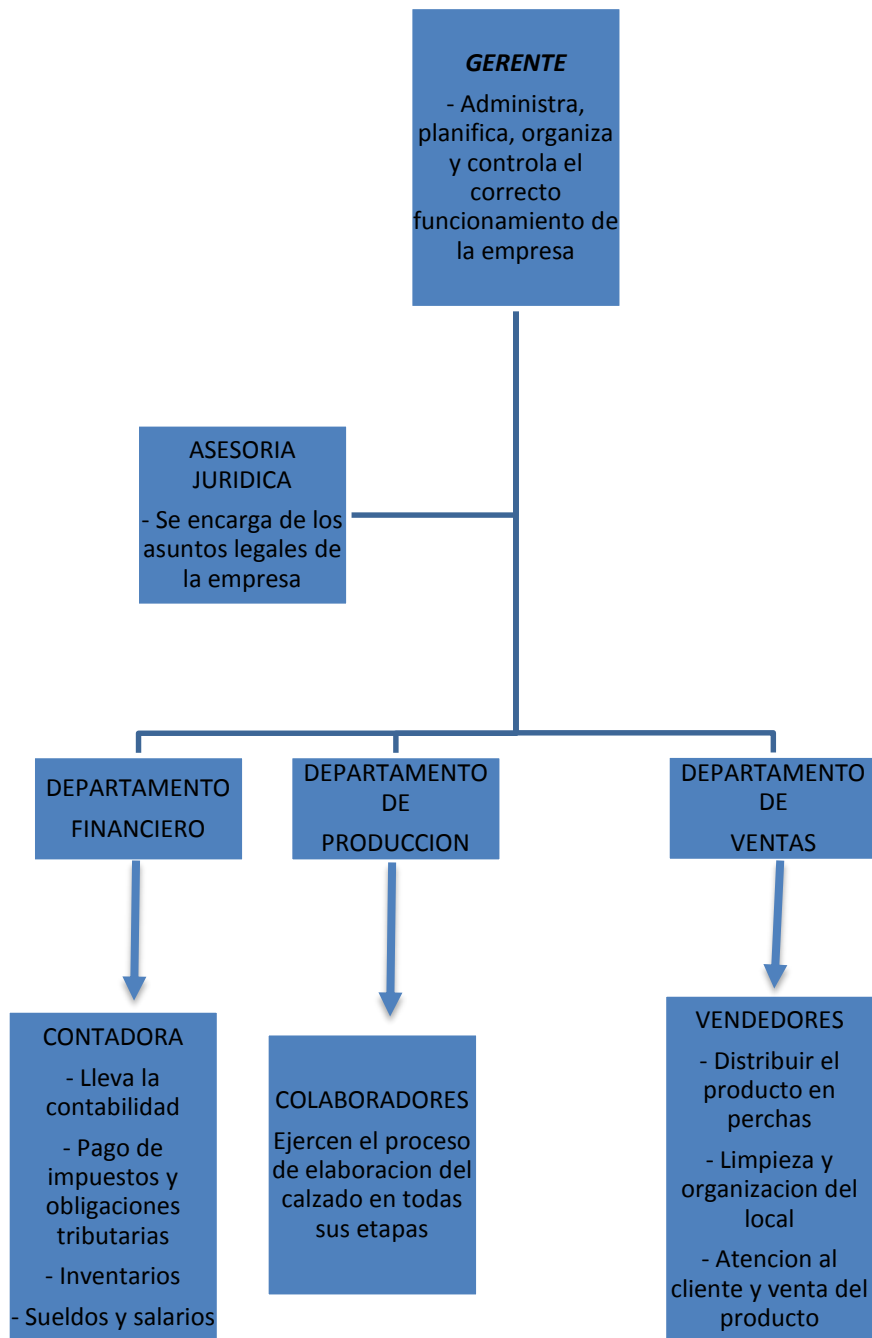 GERENTE
- Administra,
planifica, organiza
y controla el
correcto
funcionamiento de
la empresa
ASESORIA
JURIDICA
- Se encarga de los
asuntos legales de
la empresa
DEPARTAMENTO
FINANCIERO
DEPARTAMENTO
DE
PRODUCCION
DEPARTAMENTO
DE
VENTAS
CONTADORA
- Lleva la
contabilidad
- Pago de
impuestos y
obligaciones
tributarias
- Inventarios
- Sueldos y salarios
COLABORADORES
Ejercen el proceso
de elaboracion del
calzado en todas
sus etapas
VENDEDORES
- Distribuir el
producto en
perchas
- Limpieza y
organizacion del
local
- Atencion al
cliente y venta del
producto